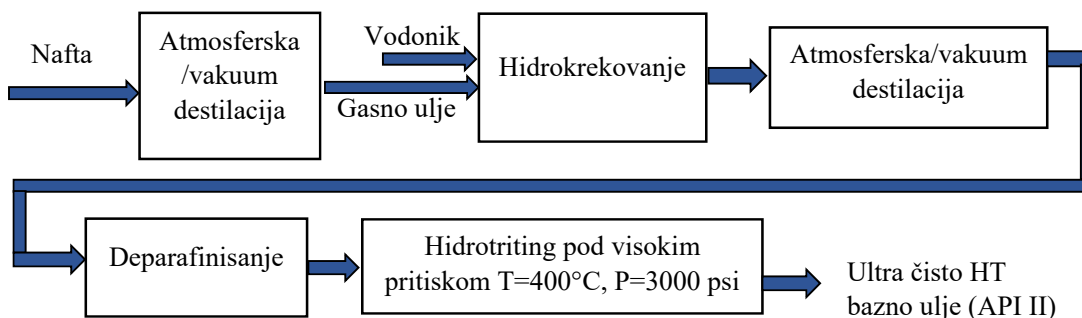 Nafta
Atmosferska
/vakuum
destilacija
Vodonik
Gasno ulje
Hidrokrekovanje
Atmosferska/vakuum
destilacija
Deparafinisanje
Hidrotriting pod visokim
pritiskom T=400°C, P=3000 psi
Ultra čisto HT
bazno ulje (API II)